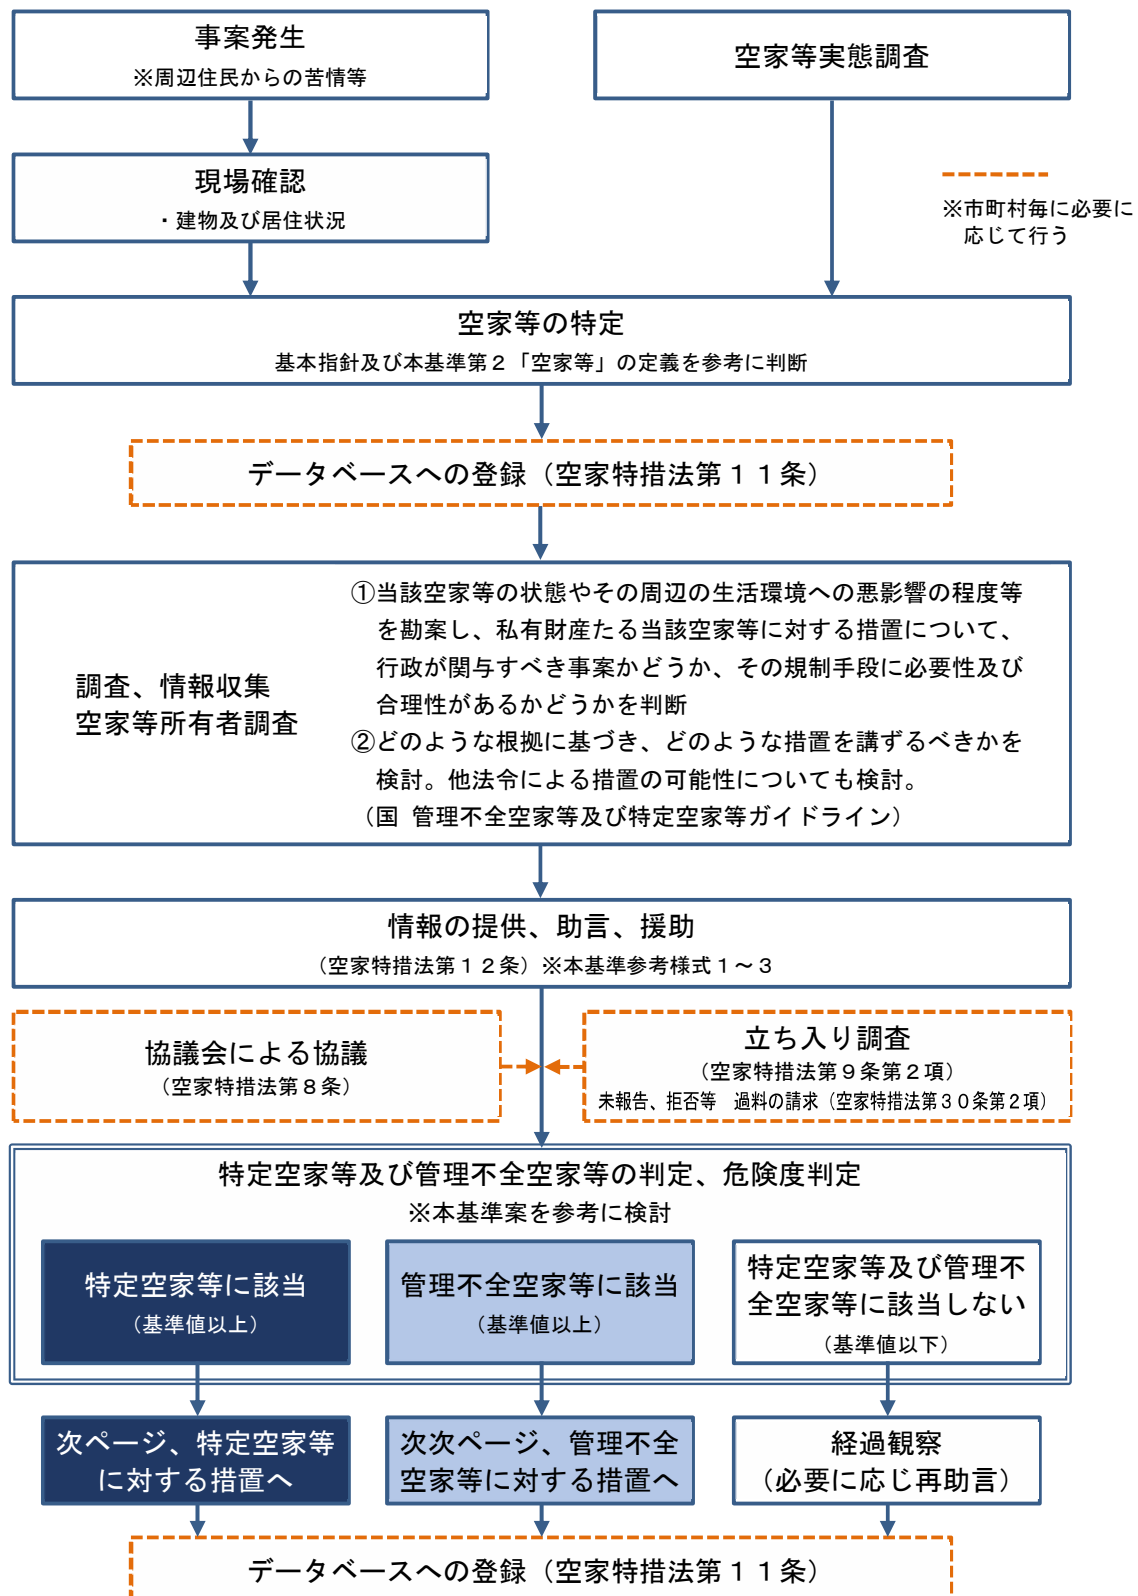 事案発生
※周辺住民からの苦情等
空家等実態調査
現場確認
・建物及び居住状況
※市町村毎に必要に
応じて行う
空家等の特定
基本指針及び本基準第２「空家等」の定義を参考に判断
データベースへの登録（空家特措法第１１条）
調査、情報収集
空家等所有者調査
①当該空家等の状態やその周辺の生活環境への悪影響の程度等
を勘案し、私有財産たる当該空家等に対する措置について、
行政が関与すべき事案かどうか、その規制手段に必要性及び
合理性があるかどうかを判断
②どのような根拠に基づき、どのような措置を講ずるべきかを
検討。他法令による措置の可能性についても検討。
（国 管理不全空家等及び特定空家等ガイドライン）
情報の提供、助言、援助
（空家特措法第１２条）※本基準参考様式１～３
協議会による協議
（空家特措法第８条）
立ち入り調査
（空家特措法第９条第２項）
未報告、拒否等　過料の請求（空家特措法第３０条第２項）
特定空家等及び管理不全空家等の判定、危険度判定
※本基準案を参考に検討
特定空家等に該当
（基準値以上）
管理不全空家等に該当
（基準値以上）
特定空家等及び管理不
全空家等に該当しない
（基準値以下）
次ページ、特定空家等
に対する措置へ
次次ページ、管理不全
空家等に対する措置へ
経過観察
（必要に応じ再助言）
データベースへの登録（空家特措法第１１条）